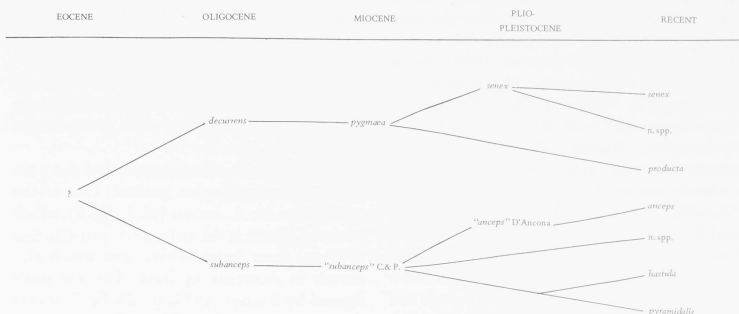 EOCENE
OLIGOCENE
MIOCENE
PLIO-
PLEISTOCENE
RECENT
senex
senex
decurrens
pygmaea
n. spp.
producta
?
anceps
"anceps" D'Ancona
n. spp.
subanceps
"subanceps" C. & P.
hastula
pyramidalis